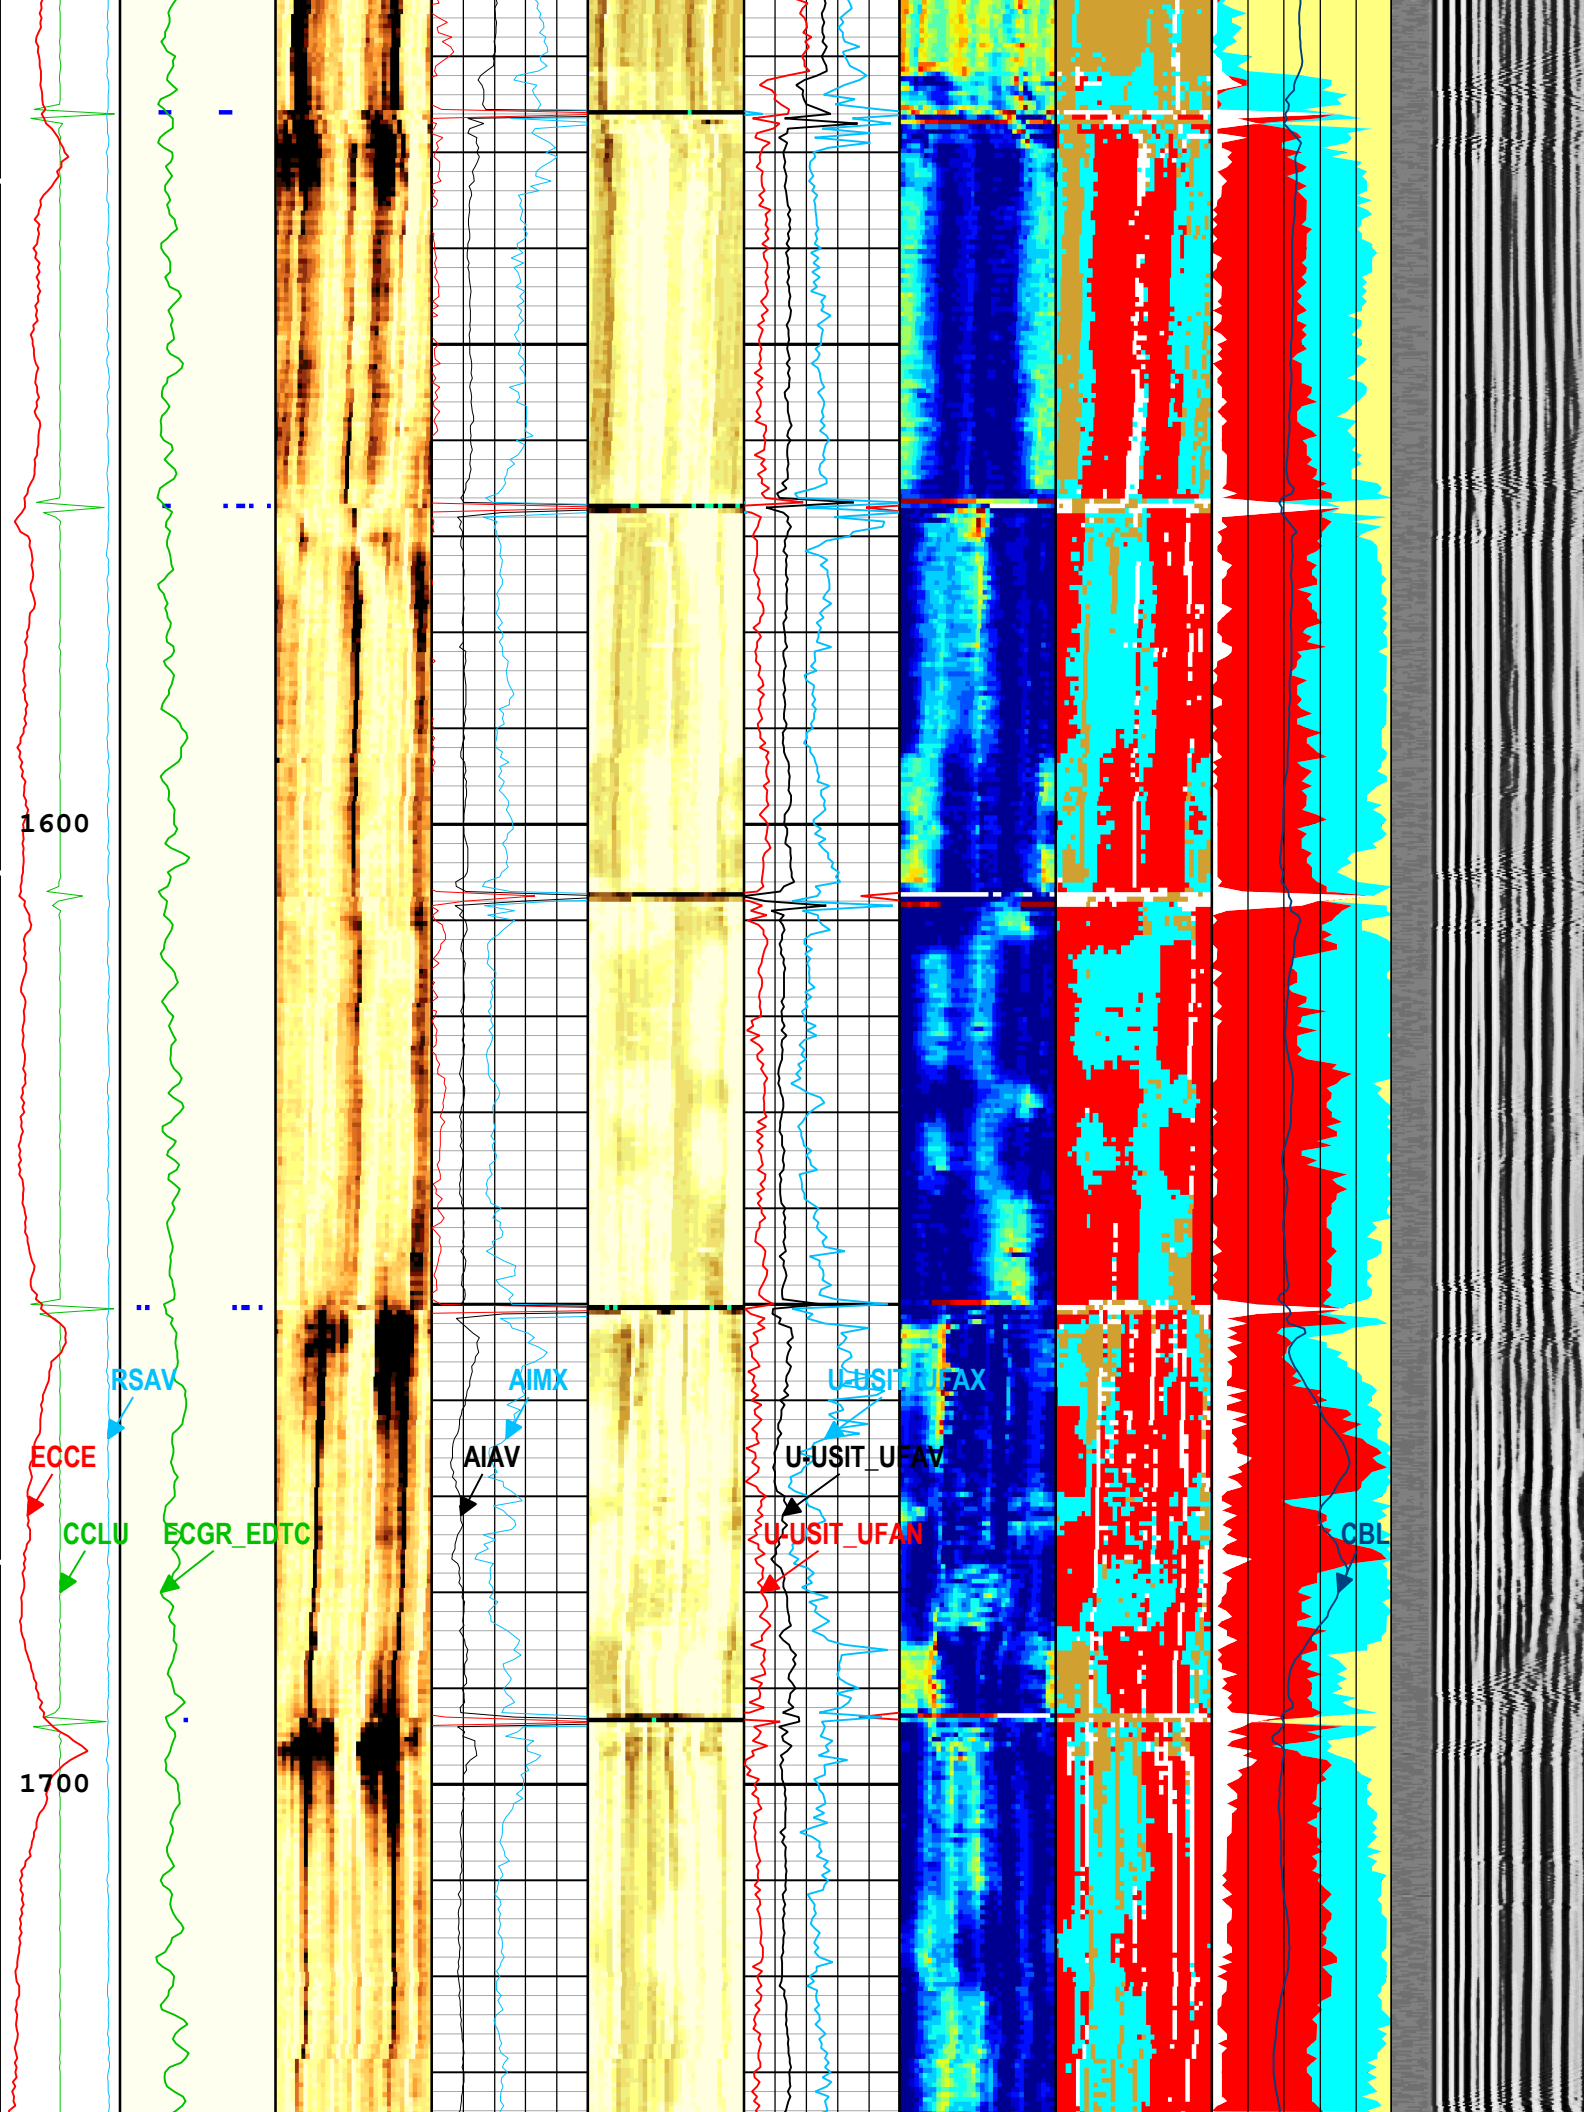 1600
RSAV AIMX U-USIT_UFAX
ECCE AIAV U-USIT_UFAV
CCLU ECGR_EDTC U-USIT_UFAN CBL
1700